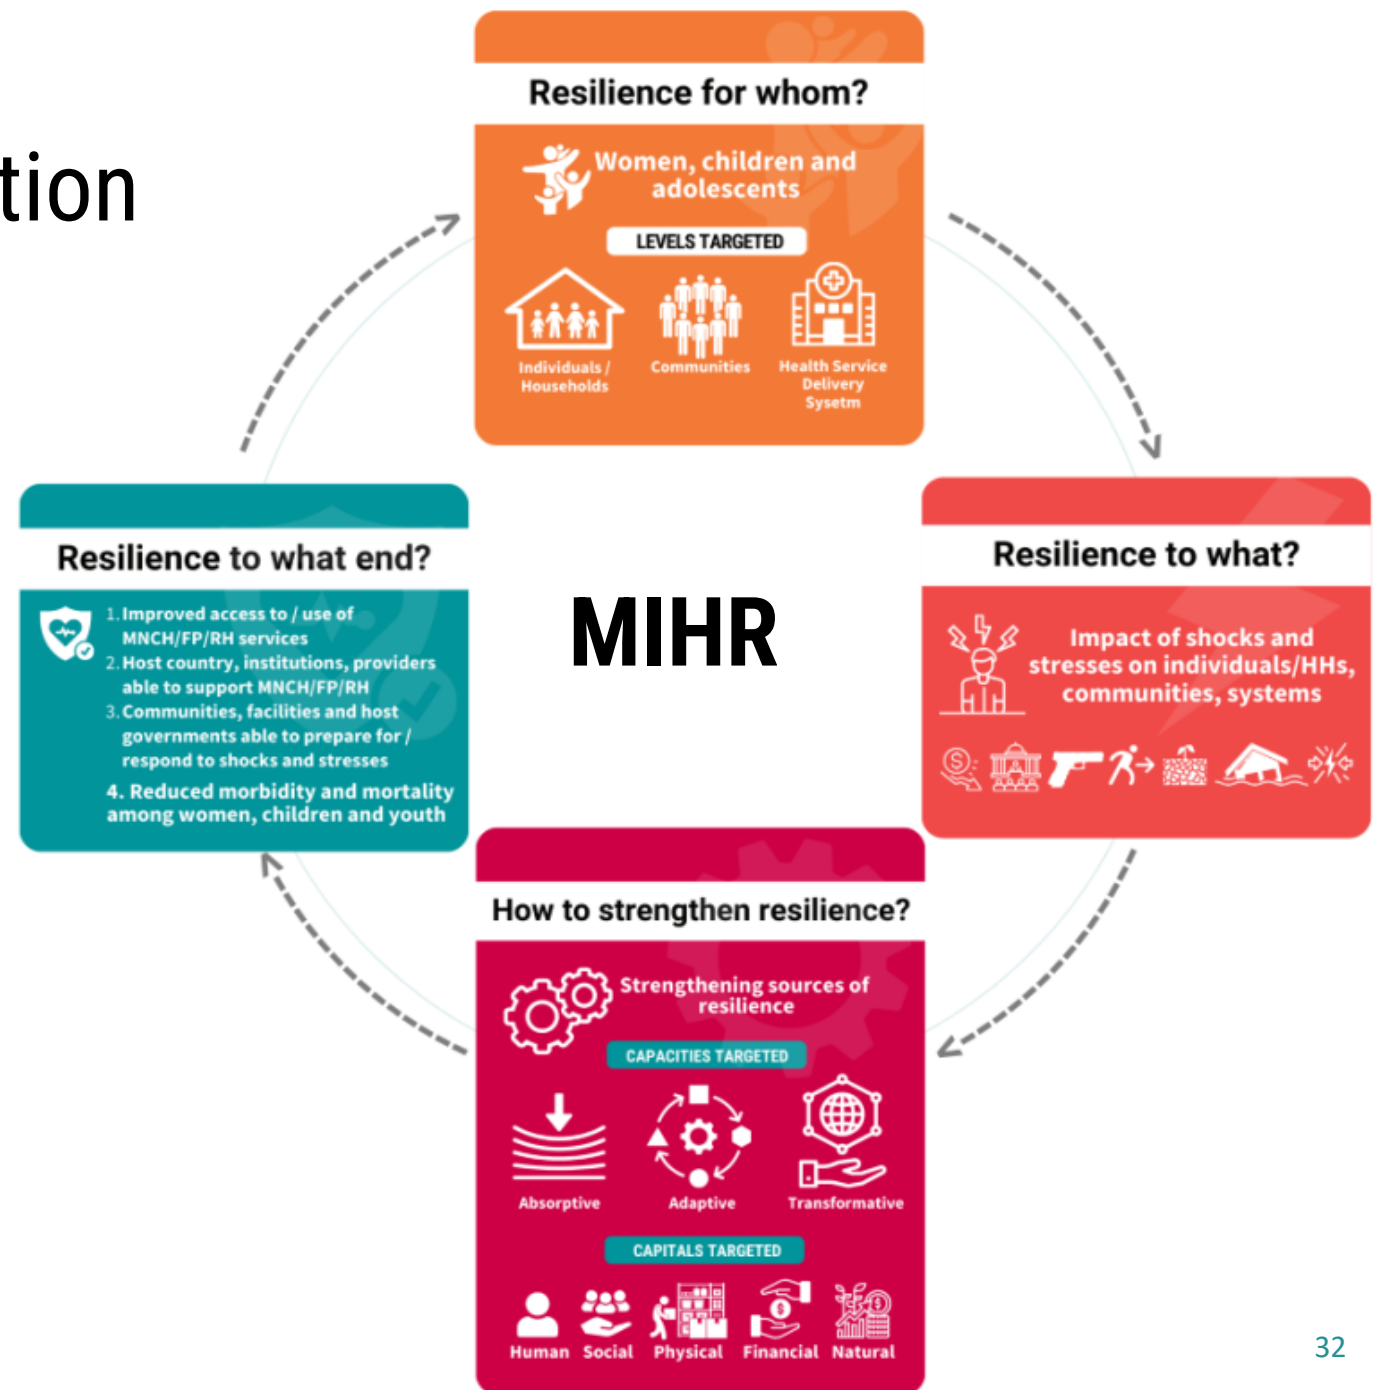 tion
Resilience for whom?
Women, children and
adolescents
LEVELS TARGETED
Individuals /
Households
Communities
Health Service
Delivery
Sysetm
Resilience to what end?
1. Improved access to / use of
MNCH/FP/RH services
2. Host country, institutions, providers
able to support MNCH/FP/RH
3. Communities, facilities and host
governments able to prepare for /
respond to shocks and stresses
4. Reduced morbidity and mortality
among women, children and youth
MIHR
Resilience to what?
Impact of shocks and
stresses on individuals/HHs,
communities, systems
How to strengthen resilience?
Strengthening sources of
resilience
CAPACITIES TARGETED
Absorptive
Adaptive
Transformative
CAPITALS TARGETED
Human
Social
Physical
Financial
Natural
32